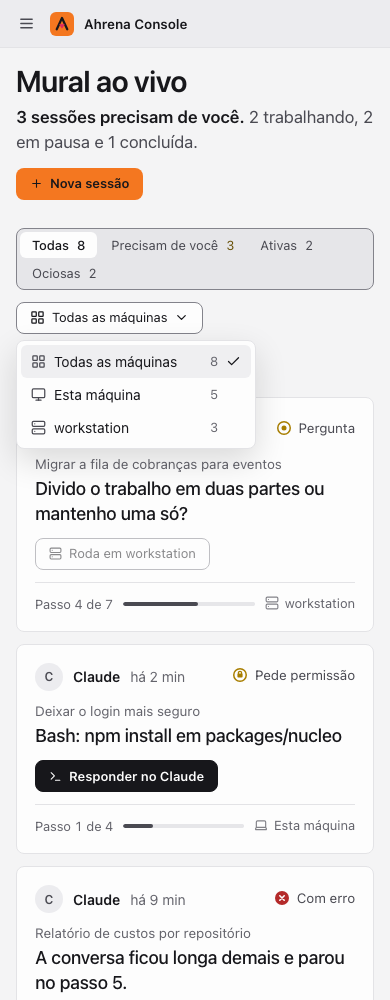 Ahrena Console
Mural ao vivo
3 sessões precisam de você. 2 trabalhando, 2
em pausa e 1 concluída.
+ Nova sessão
Todas 8 Precisam de você 3 Ativas 2
Ociosas 2
Todas as máquinas
Todas as máquinas 8
Esta máquina 5
workstation 3
Pergunta
Migrar a fila de cobranças para eventos
Divido o trabalho em duas partes ou
mantenho uma só?
Roda em workstation
Passo 4 de 7 workstation
C Claude há 2 min Pede permissão
Deixar o login mais seguro
Bash: npm install em packages/nucleo
Responder no Claude
Passo 1 de 4 Esta máquina
C Claude há 9 min Com erro
Relatório de custos por repositório
A conversa ficou longa demais e parou
no passo 5.